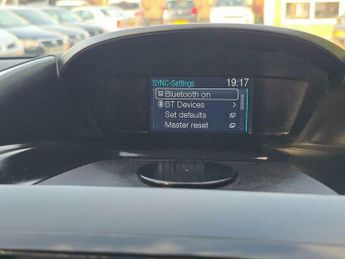 SYNC-Settings 19:17
Bluetooth on
BT Devices
Set defaults
Master reset